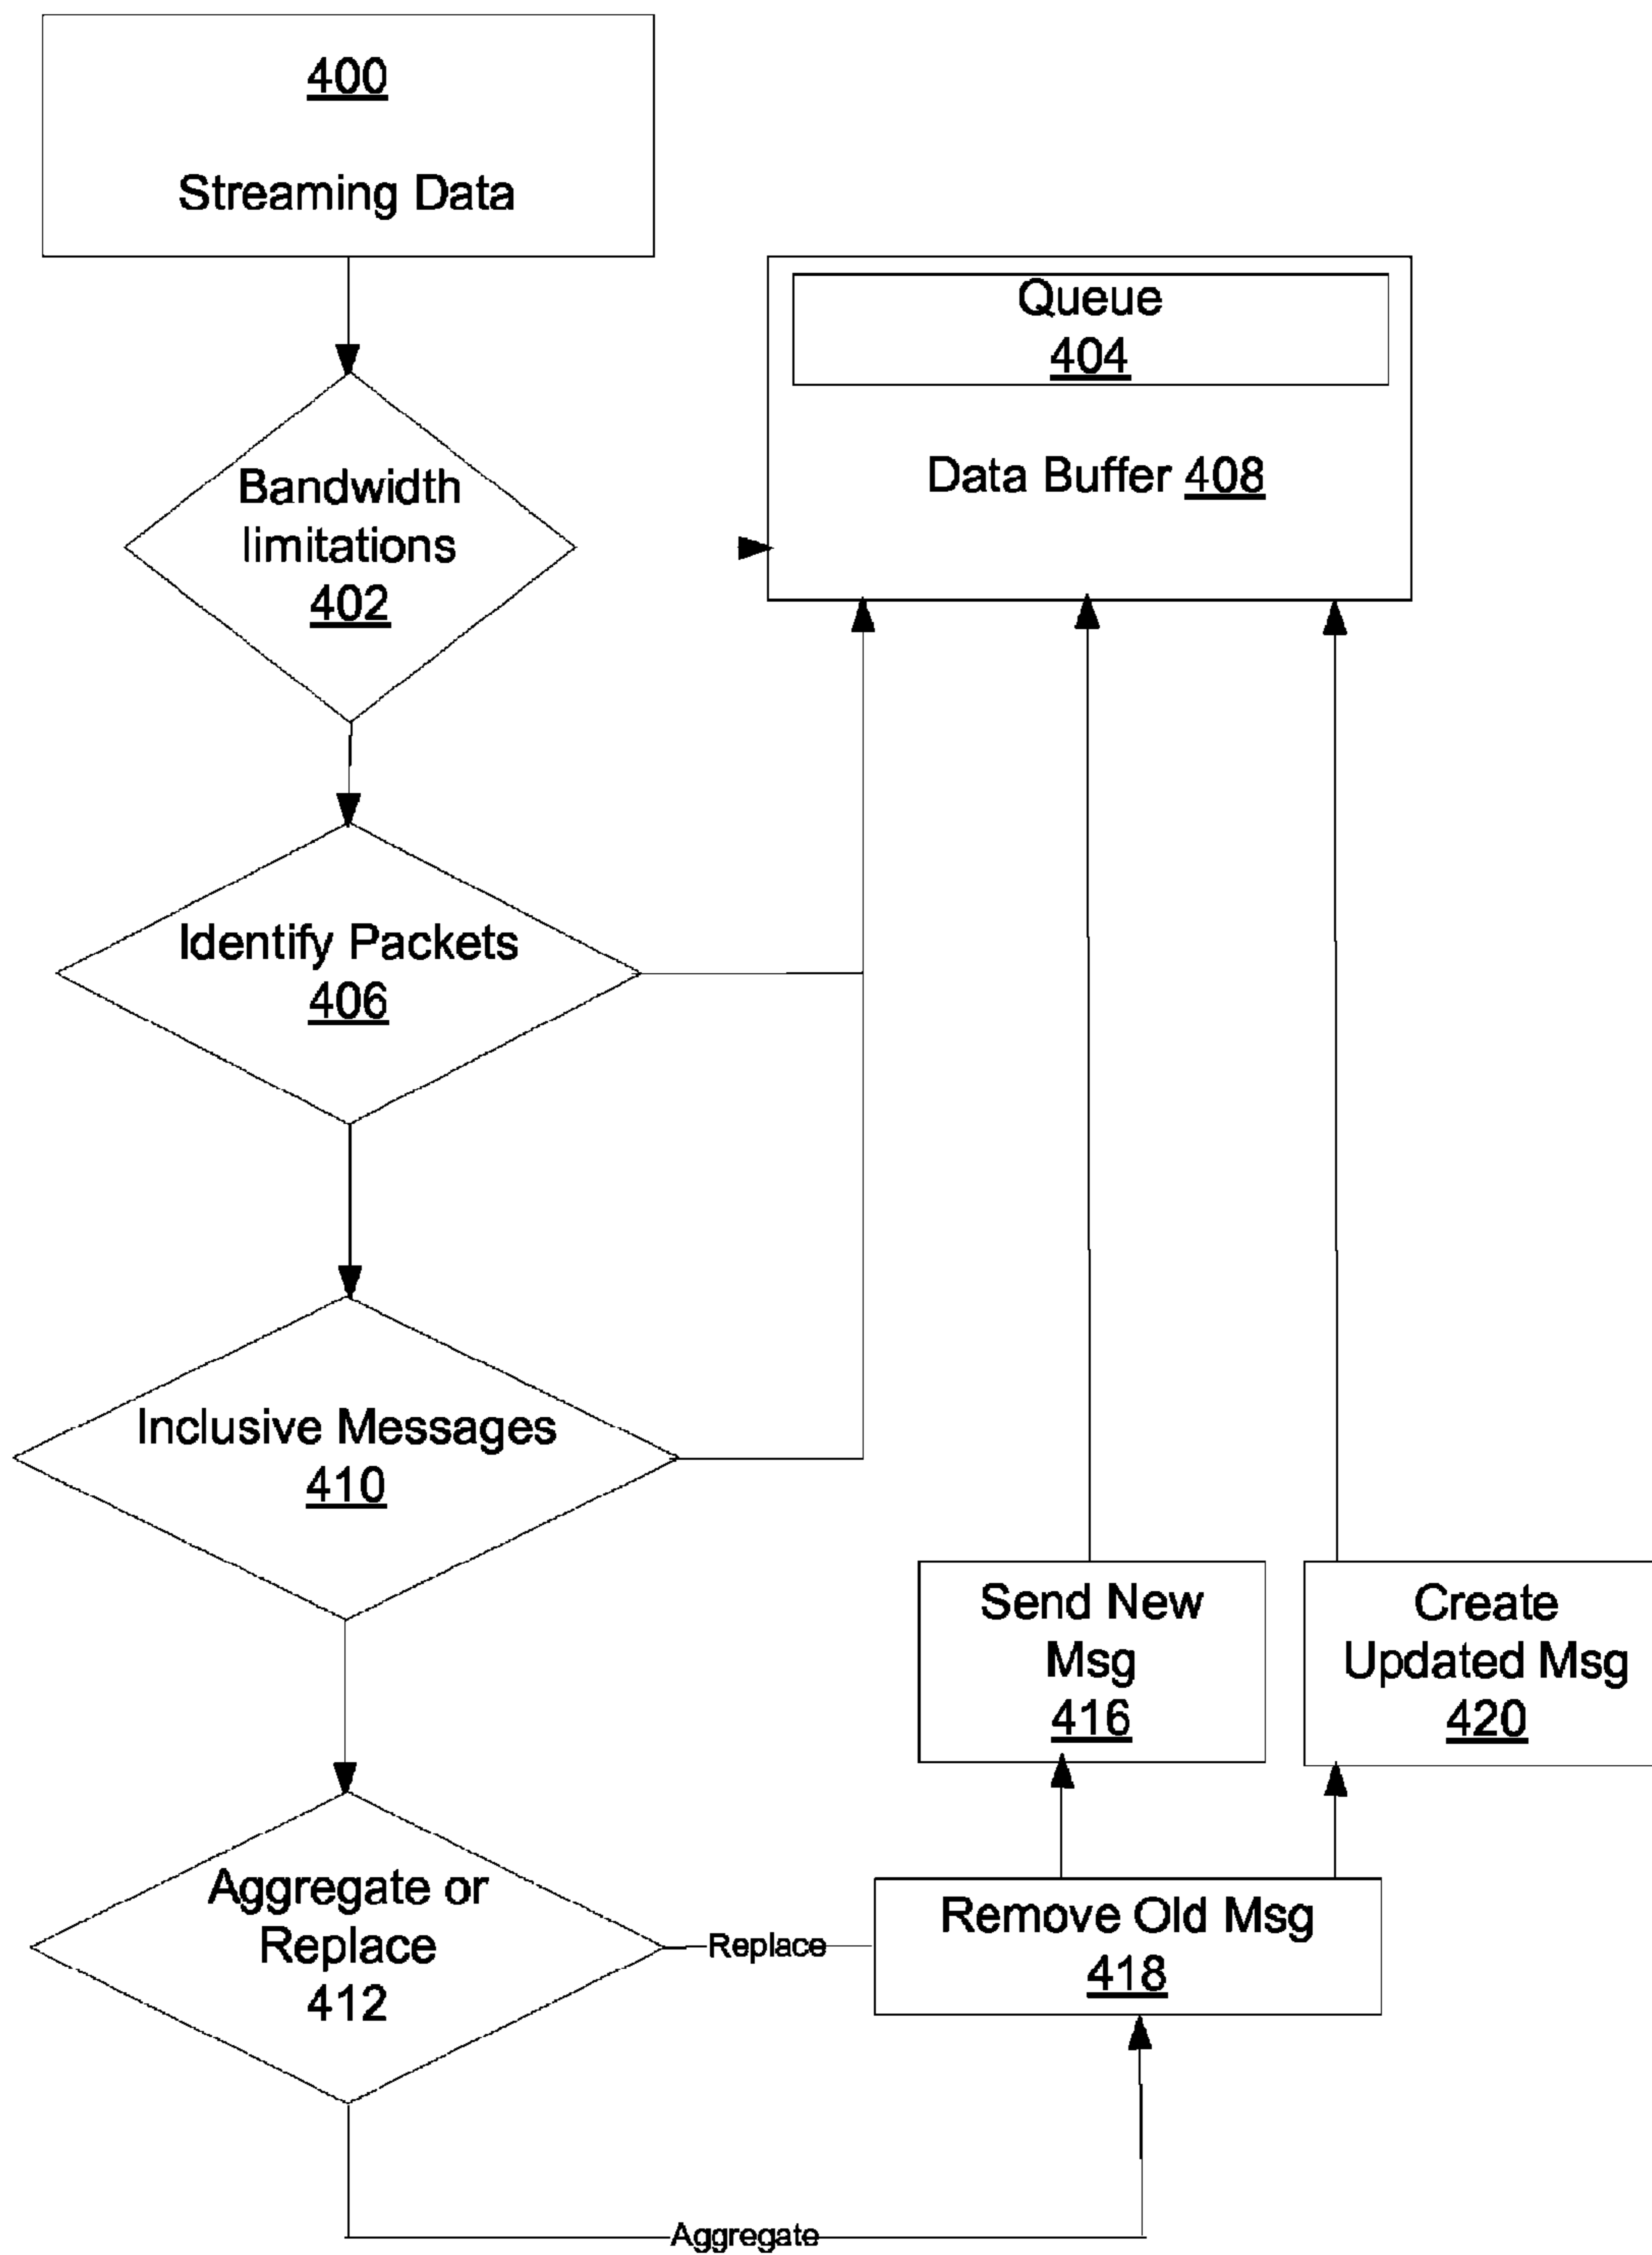 400
Streaming Data
Queue
404
Data Buffer 408
Bandwidth
limitations
402
Identify Packets
406
Inclusive Messages
410
Send New
Msg
416
Create
Updated Msg
420
Aggregate or
Replace
412
Replace
Remove Old Msg
418
Aggregate